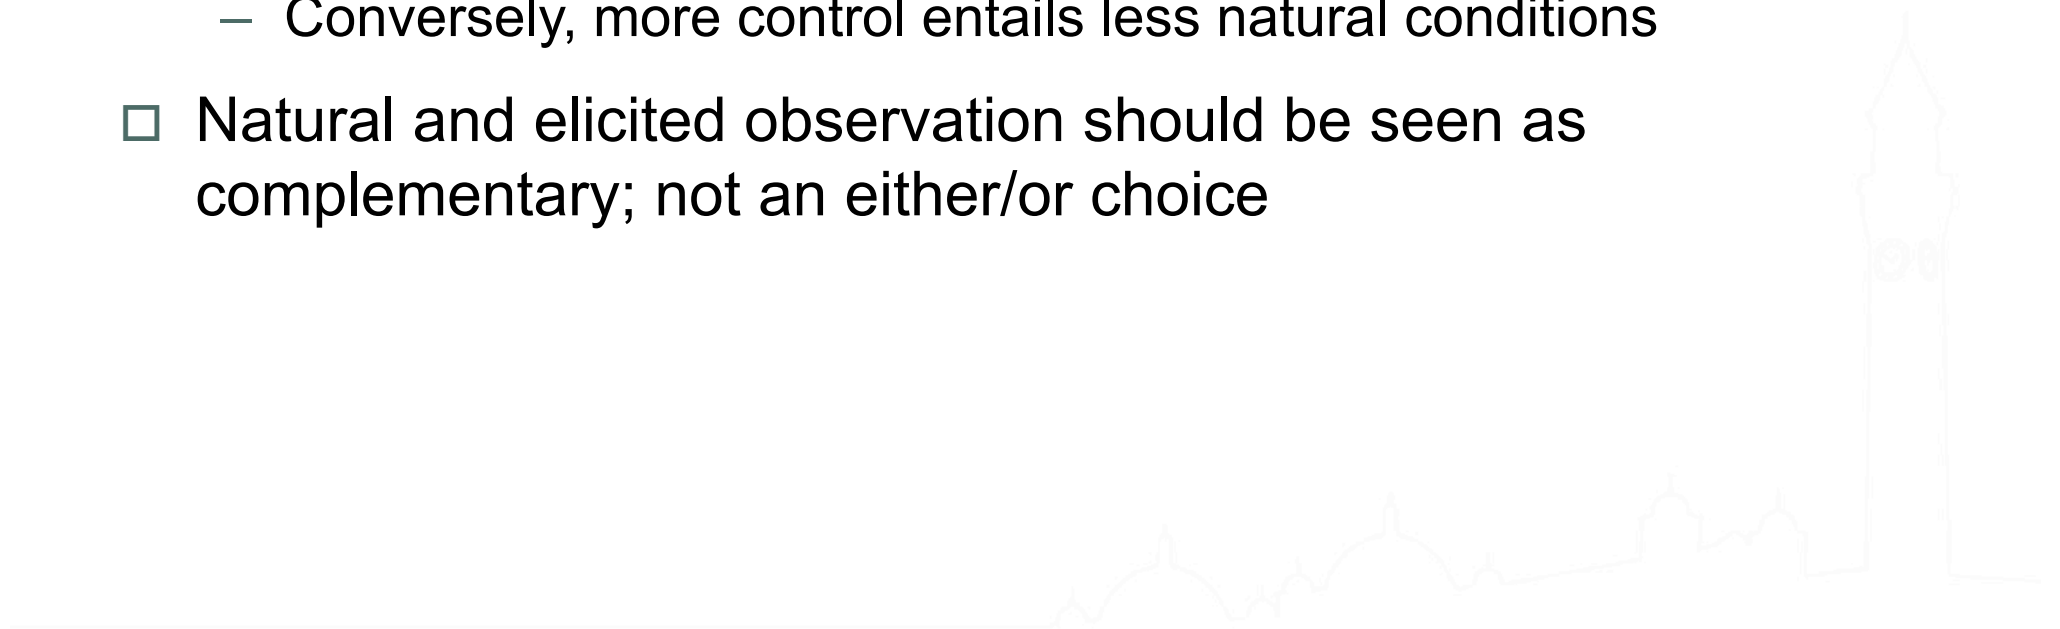 – Conversely, more control entails less natural conditions
Natural and elicited observation should be seen as
complementary; not an either/or choice